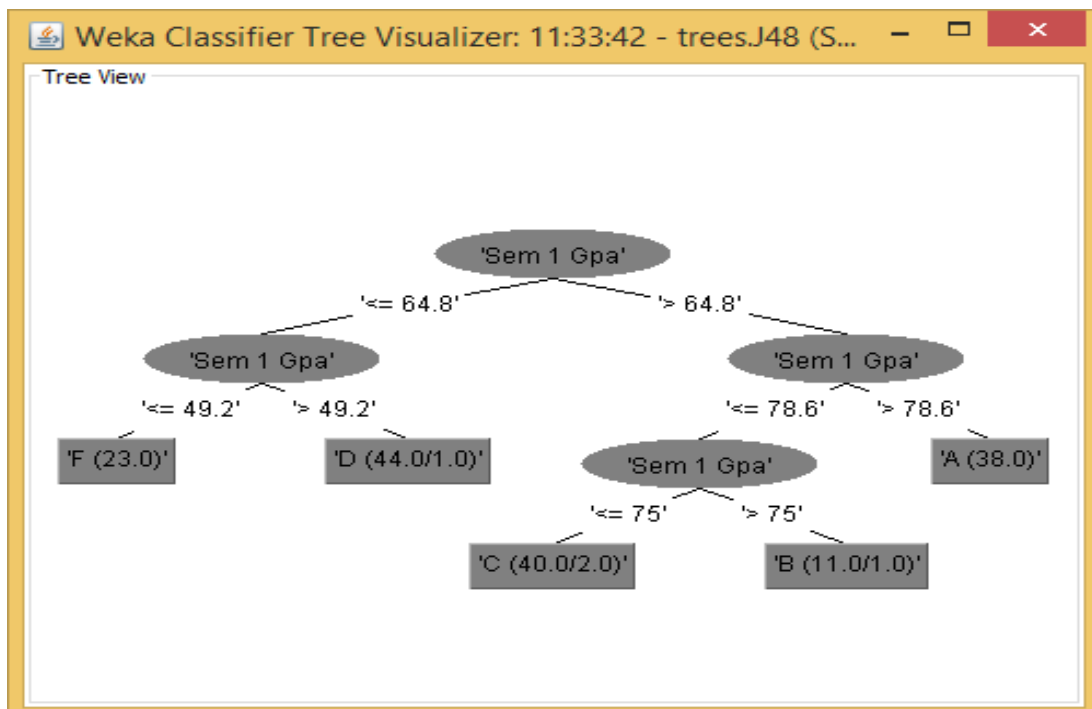 Weka Classifier Tree Visualizer: 11:33:42 - trees.J48 (S...
Tree View
'Sem 1 Gpa'
'<= 64.8' '> 64.8'
'Sem 1 Gpa' 'Sem 1 Gpa'
'<= 49.2' '> 49.2' '<= 78.6' '> 78.6'
'F (23.0)' 'D (44.0/1.0)' 'Sem 1 Gpa' 'A (38.0)'
'<= 75' '> 75'
'C (40.0/2.0)' 'B (11.0/1.0)'